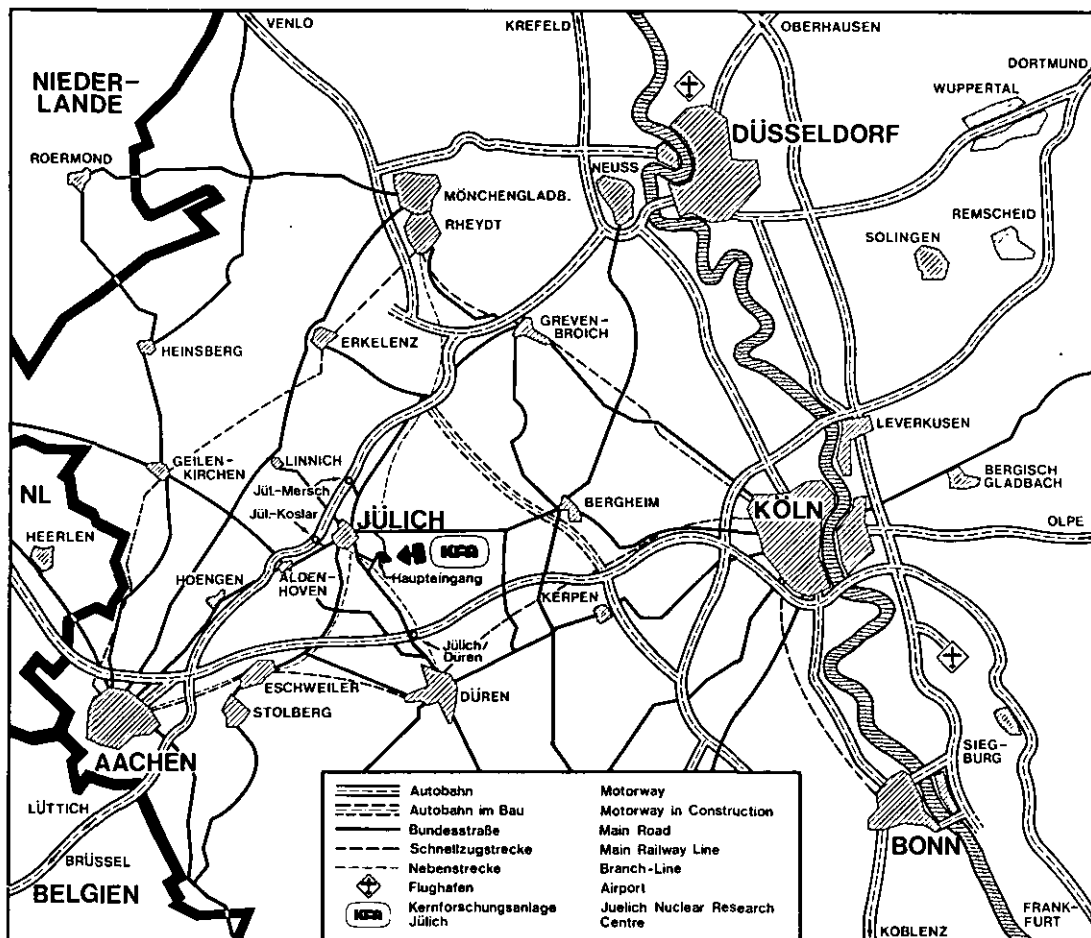 VENLO
KREFELD
OBERHAUSEN
DORTMUND
WUPPERTAL
NIEDER-
LANDE
DÜSSELDORF
ROERMOND
NEUSS
MÖNCHENGLADB.
RHEYDT
REMSCHEID
SOLINGEN
GREVEN-
BROICH
HEINSBERG
ERKELENZ
LEVERKUSEN
GEILEN-
KIRCHEN
LINNICH
BERGISCH
GLADBACH
NL
Jül.-Mersch
BERGHEIM
KÖLN
Jül.-Koslar
JÜLICH
OLPE
HEERLEN
KFA
HOENGEN
ALDEN-
HOVEN
Haupteingang
KERPEN
Jülich/
Düren
ESCHWEILER
DÜREN
STOLBERG
SIEG-
BURG
AACHEN
LÜTTICH
BONN
BRÜSSEL
BELGIEN
FRANK-
FURT
KOBLENZ
Autobahn Motorway
Autobahn im Bau Motorway in Construction
Bundesstraße Main Road
Schnellzugstrecke Main Railway Line
Nebenstrecke Branch-Line
Flughafen Airport
KFA Kernforschungsanlage Juelich Nuclear Research
Jülich Centre